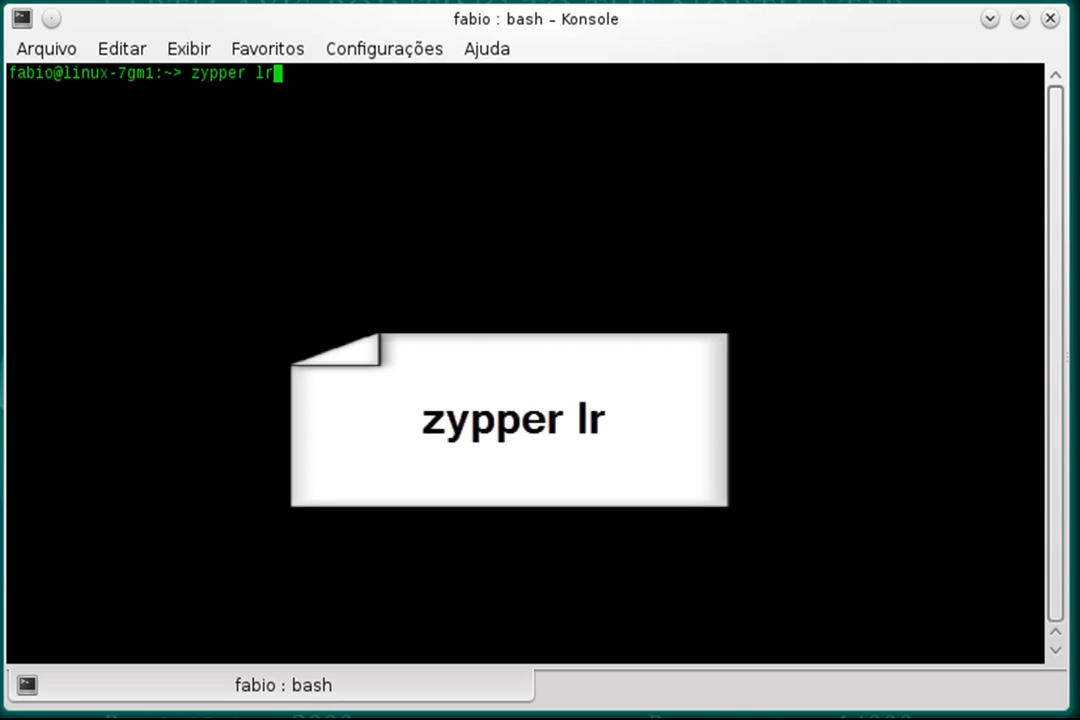 fabio : bash – Konsole
Arquivo Editar Exibir Favoritos Configurações Ajuda
fabio@linux-7gm1:~> zypper lr
zypper lr
fabio : bash